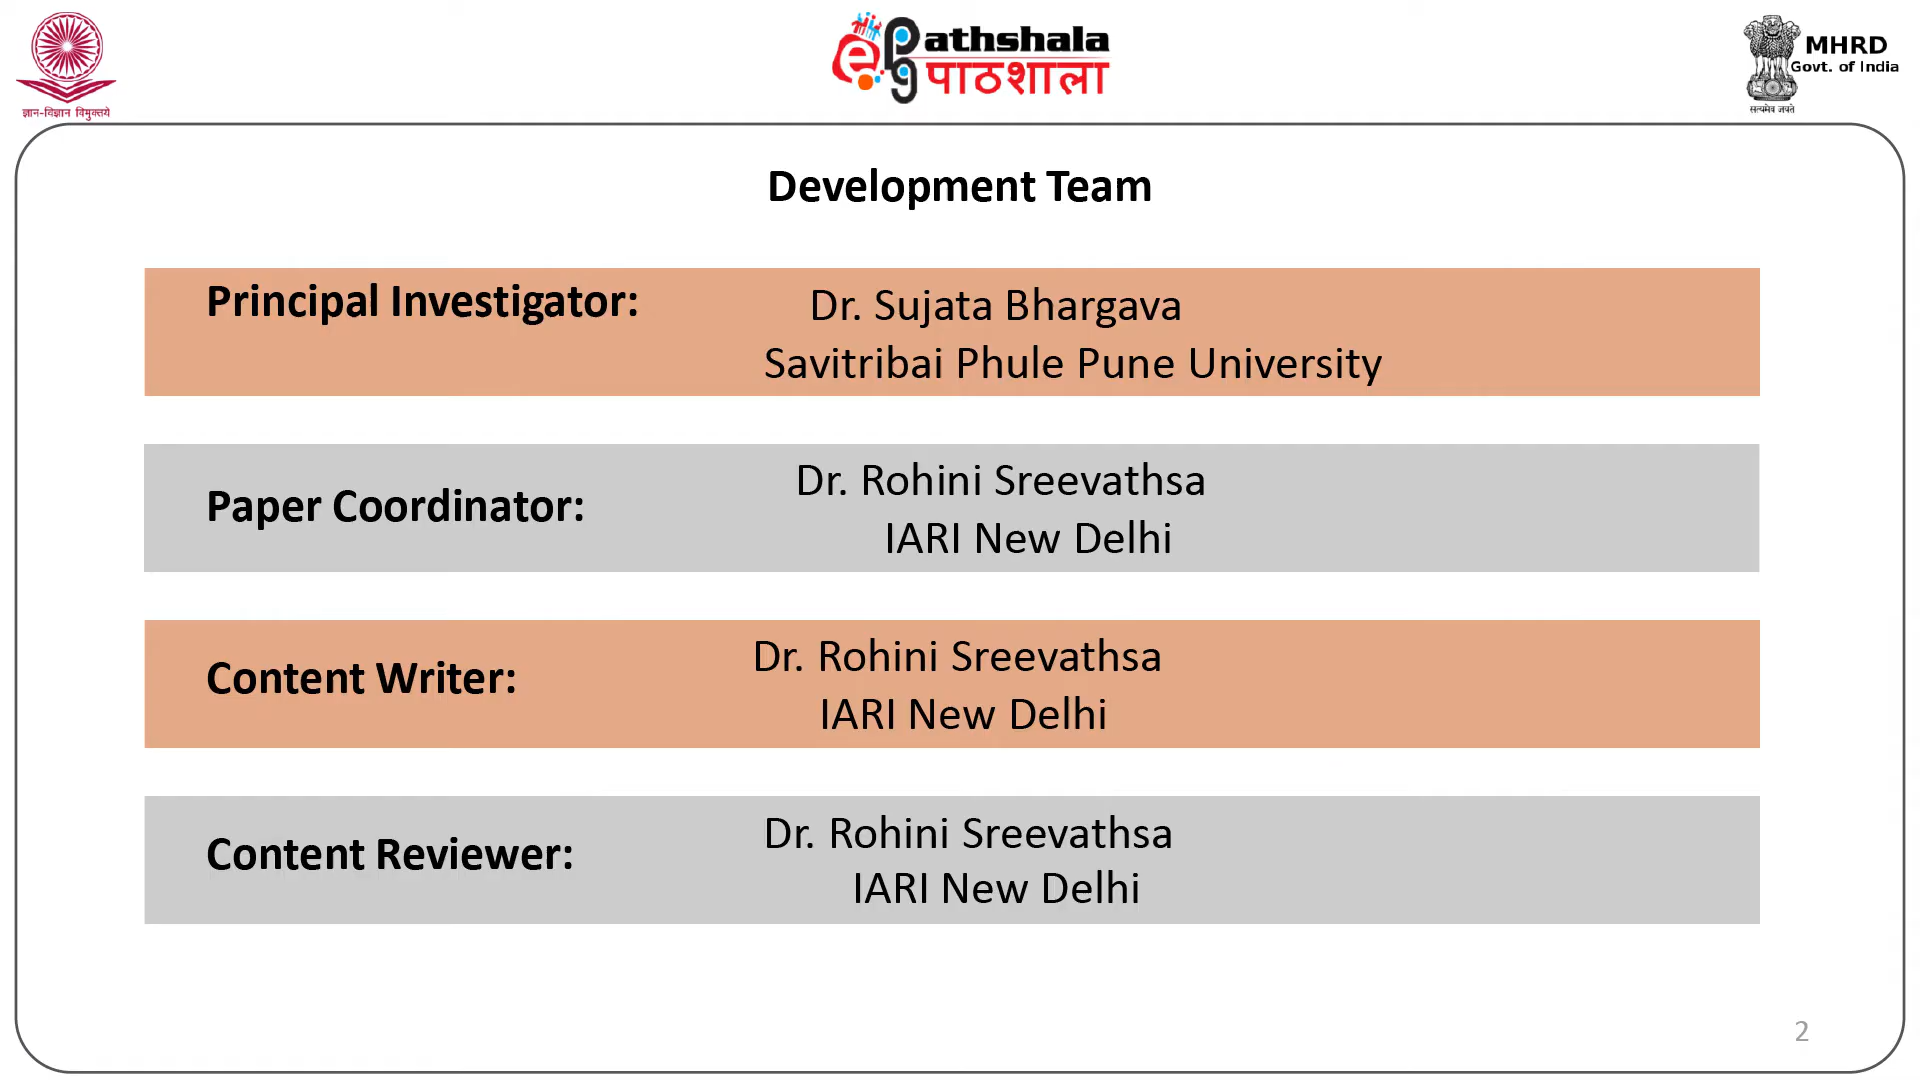 ज्ञान-विज्ञान विमुक्तये
e PG Pathshala
पाठशाला
MHRD
Govt. of India
सत्यमेव जयते
Development Team
Principal Investigator:
Dr. Sujata Bhargava
Savitribai Phule Pune University
Paper Coordinator:
Dr. Rohini Sreevathsa
IARI New Delhi
Content Writer:
Dr. Rohini Sreevathsa
IARI New Delhi
Content Reviewer:
Dr. Rohini Sreevathsa
IARI New Delhi
2